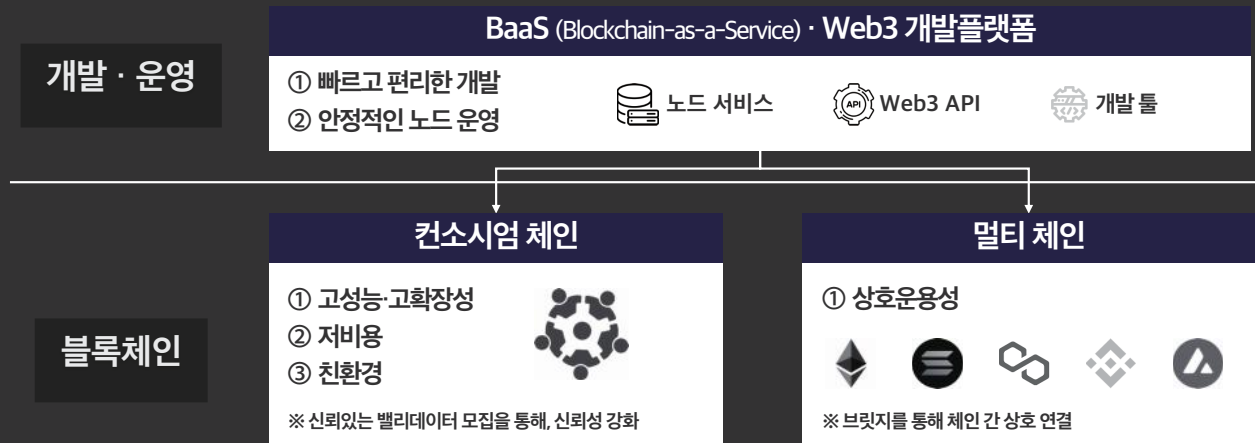 BaaS (Blockchain-as-a-Service) · Web3 개발플랫폼
개발 · 운영
① 빠르고 편리한 개발
② 안정적인 노드 운영
노드 서비스
API
Web3 API
개발 툴
컨소시엄 체인
멀티 체인
블록체인
① 고성능·고확장성
② 저비용
③ 친환경
※ 신뢰있는 밸리데이터 모집을 통해, 신뢰성 강화
① 상호운용성
※ 브릿지를 통해 체인 간 상호 연결